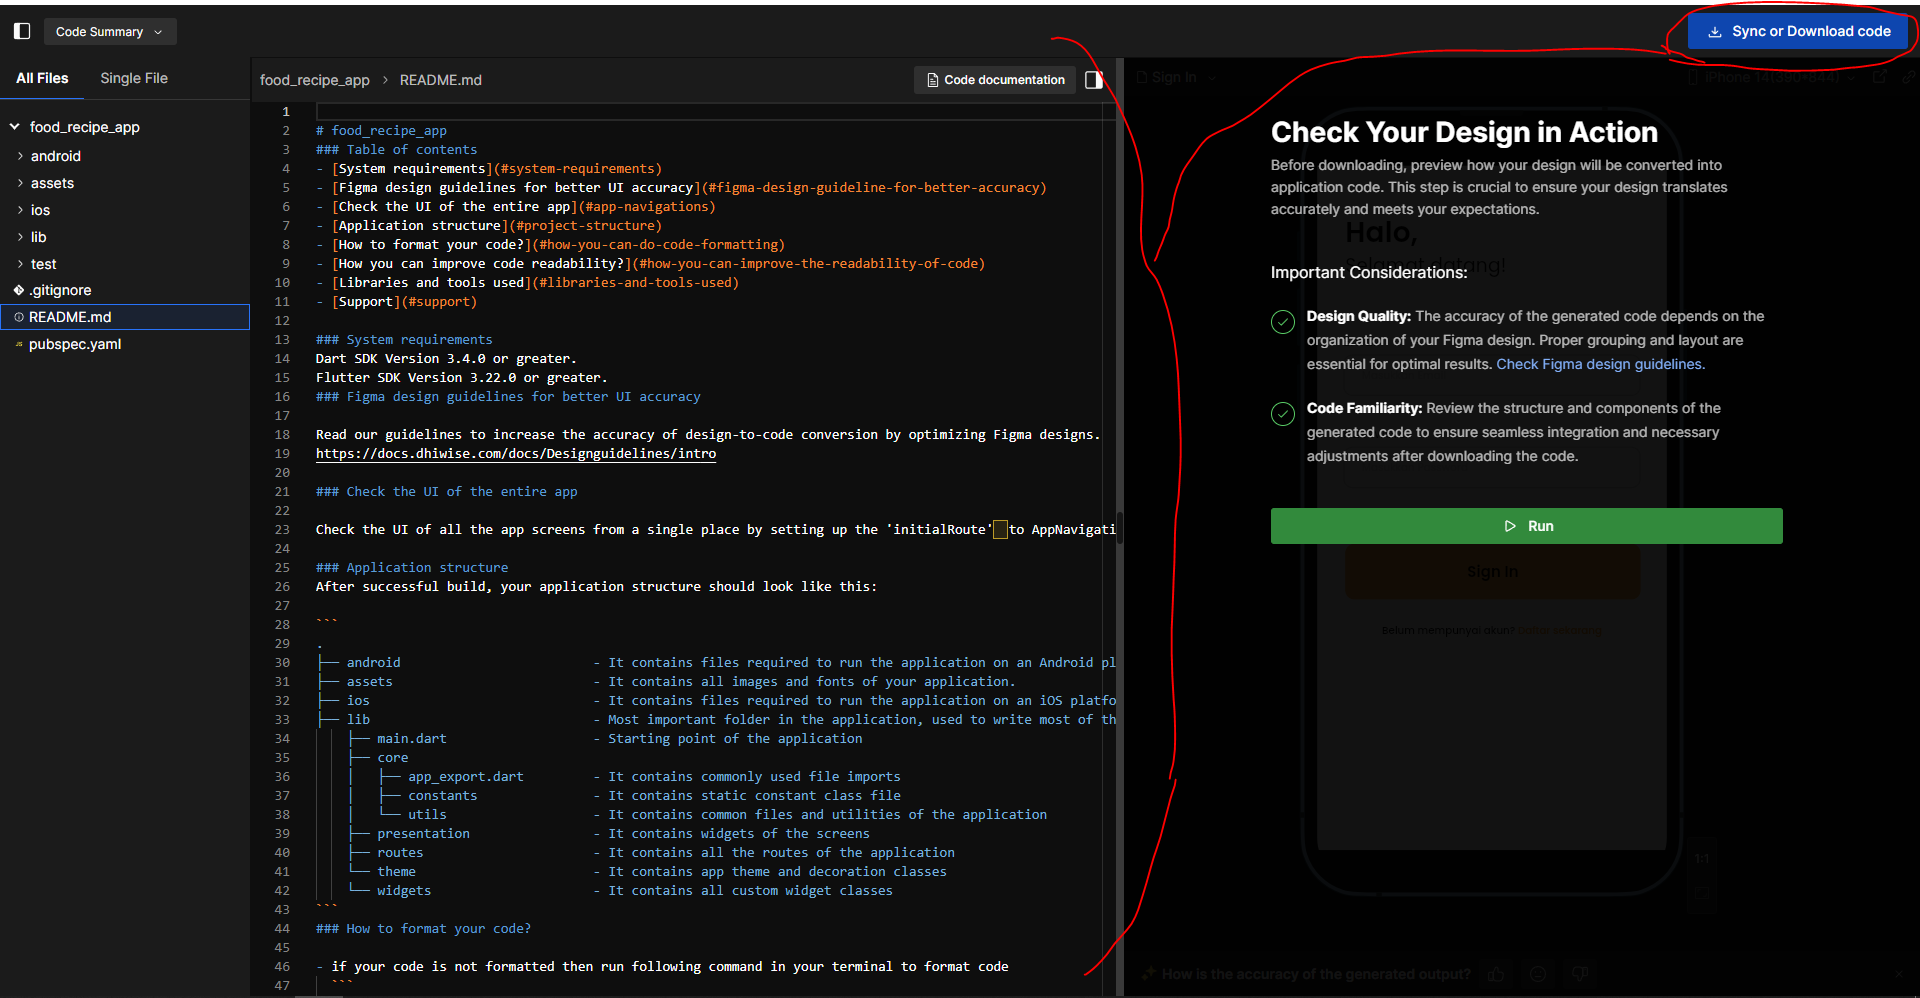 Code Summary
Sync or Download code
All Files
Single File
food_recipe_app
android
assets
ios
lib
test
.gitignore
README.md
pubspec.yaml
food_recipe_app > README.md
Code documentation
1
2 # food_recipe_app
3 ### Table of contents
4 - [System requirements](#system-requirements)
5 - [Figma design guidelines for better UI accuracy](#figma-design-guideline-for-better-accuracy)
6 - [Check the UI of the entire app](#app-navigations)
7 - [Application structure](#project-structure)
8 - [How to format your code?](#how-you-can-do-code-formatting)
9 - [How you can improve code readability?](#how-you-can-improve-the-readability-of-code)
10 - [Libraries and tools used](#libraries-and-tools-used)
11 - [Support](#support)
12
13 ### System requirements
14 Dart SDK Version 3.4.0 or greater.
15 Flutter SDK Version 3.22.0 or greater.
16 ### Figma design guidelines for better UI accuracy
17
18 Read our guidelines to increase the accuracy of design-to-code conversion by optimizing Figma designs.
19 https://docs.dhiwise.com/docs/Designguidelines/intro
20
21 ### Check the UI of the entire app
22
23 Check the UI of all the app screens from a single place by setting up the 'initialRoute' to AppNavigati
24
25 ### Application structure
26 After successful build, your application structure should look like this:
27
28 ```
29 .
30 ├── android - It contains files required to run the application on an Android pl
31 ├── assets - It contains all images and fonts of your application.
32 ├── ios - It contains files required to run the application on an iOS platfo
33 ├── lib - Most important folder in the application, used to write most of th
34 ├── main.dart - Starting point of the application
35 ├── core
36 │ ├── app_export.dart - It contains commonly used file imports
37 │ ├── constants - It contains static constant class file
38 │ └── utils - It contains common files and utilities of the application
39 ├── presentation - It contains widgets of the screens
40 ├── routes - It contains all the routes of the application
41 └── theme - It contains app theme and decoration classes
42 └── widgets - It contains all custom widget classes
43 ```
44 ### How to format your code?
45
46 - if your code is not formatted then run following command in your terminal to format code
47 ```
Sign In
iPhone 14(390*844)
Check Your Design in Action
Before downloading, preview how your design will be converted into
application code. This step is crucial to ensure your design translates
accurately and meets your expectations.
Halo,
Selamat datang!
Important Considerations:
Design Quality: The accuracy of the generated code depends on the
organization of your Figma design. Proper grouping and layout are
essential for optimal results. Check Figma design guidelines.
Code Familiarity: Review the structure and components of the
generated code to ensure seamless integration and necessary
adjustments after downloading the code.
Run
Sign In
Belum mempunyai akun?
1:1
How is the accuracy of the generated output?